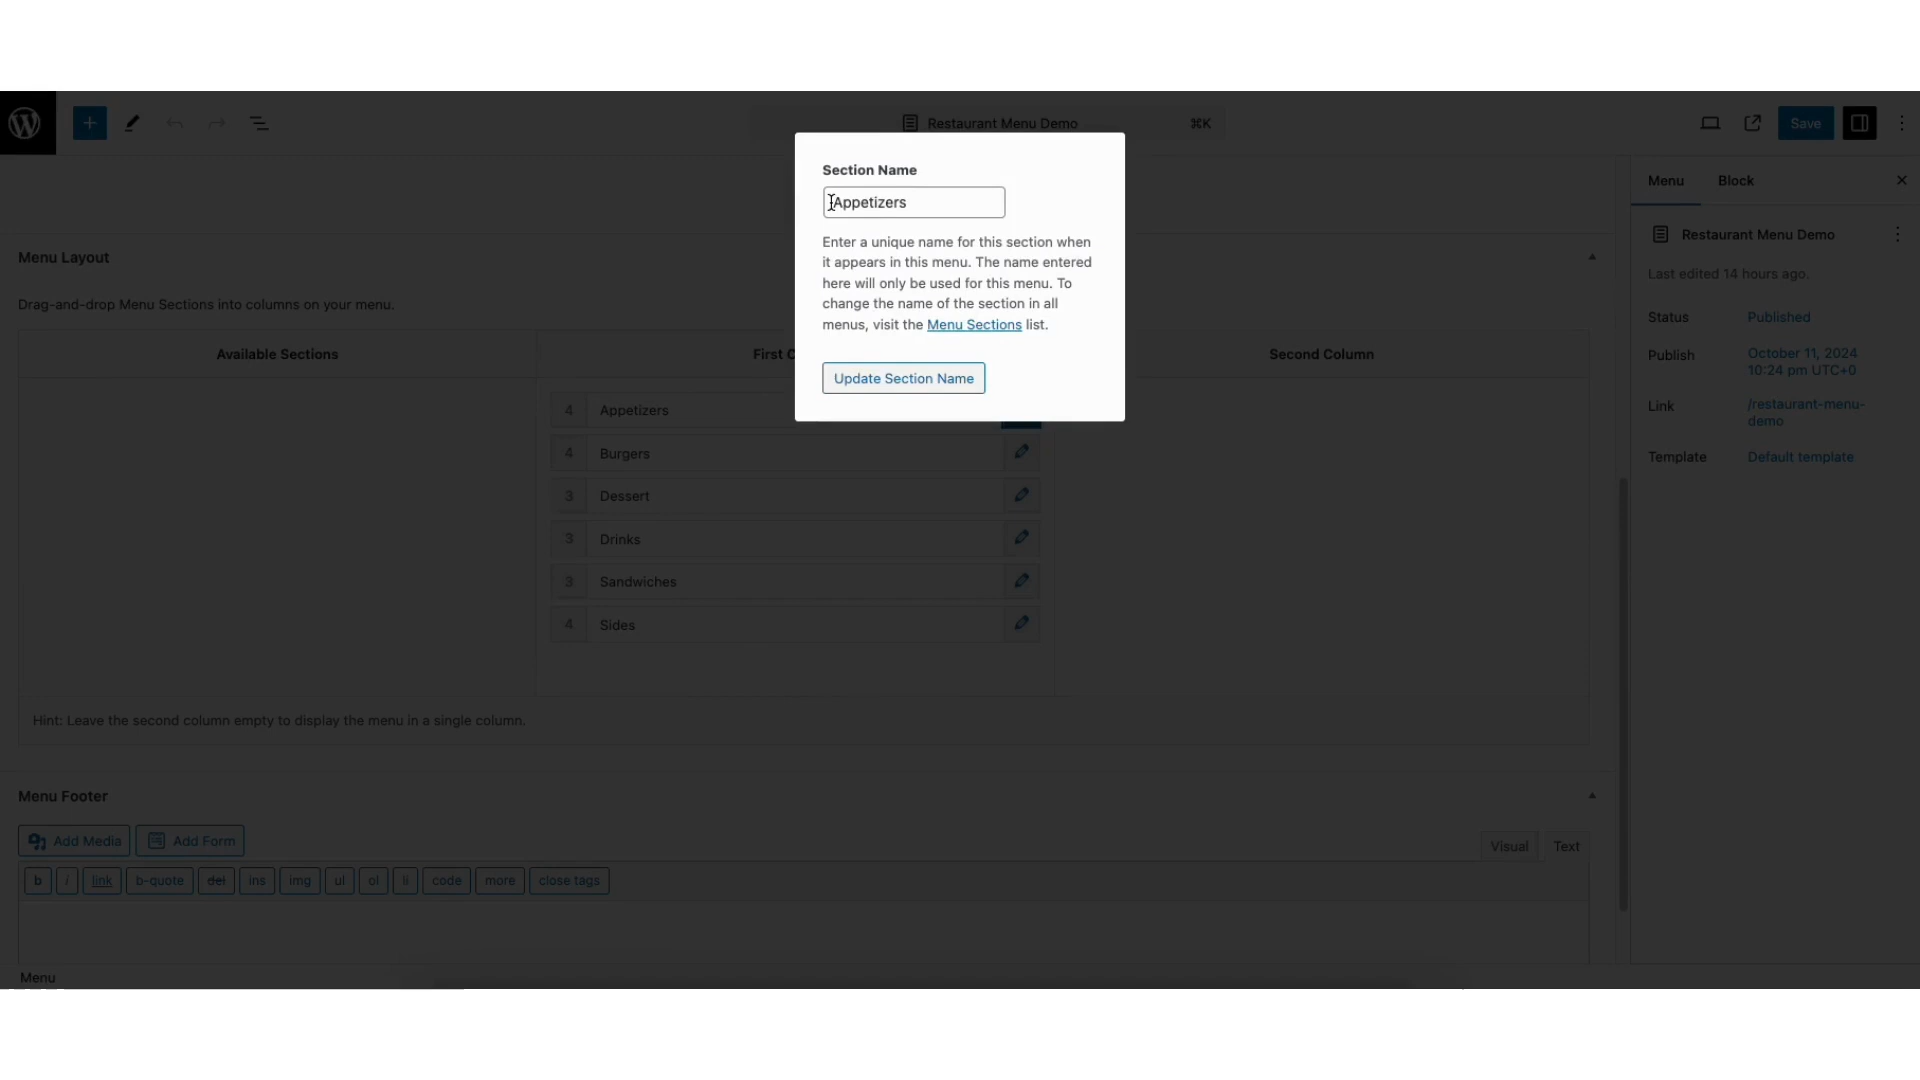 Restaurant Menu Demo
⌘K
Save
Section Name
Appetizers
Enter a unique name for this section when
it appears in this menu. The name entered
here will only be used for this menu. To
change the name of the section in all
menus, visit the Menu Sections list.
Update Section Name
Menu Block
Restaurant Menu Demo
Last edited 14 hours ago.
Status Published
Publish October 11, 2024
10:24 pm UTC+0
Link /restaurant-menu-
demo
Template Default template
Menu Layout
Drag-and-drop Menu Sections into columns on your menu.
Available Sections First C Second Column
4 Appetizers
4 Burgers
3 Dessert
3 Drinks
3 Sandwiches
4 Sides
Hint: Leave the second column empty to display the menu in a single column.
Menu Footer
Add Media Add Form
Visual Text
b i link b-quote del ins img ul ol li code more close tags
Menu